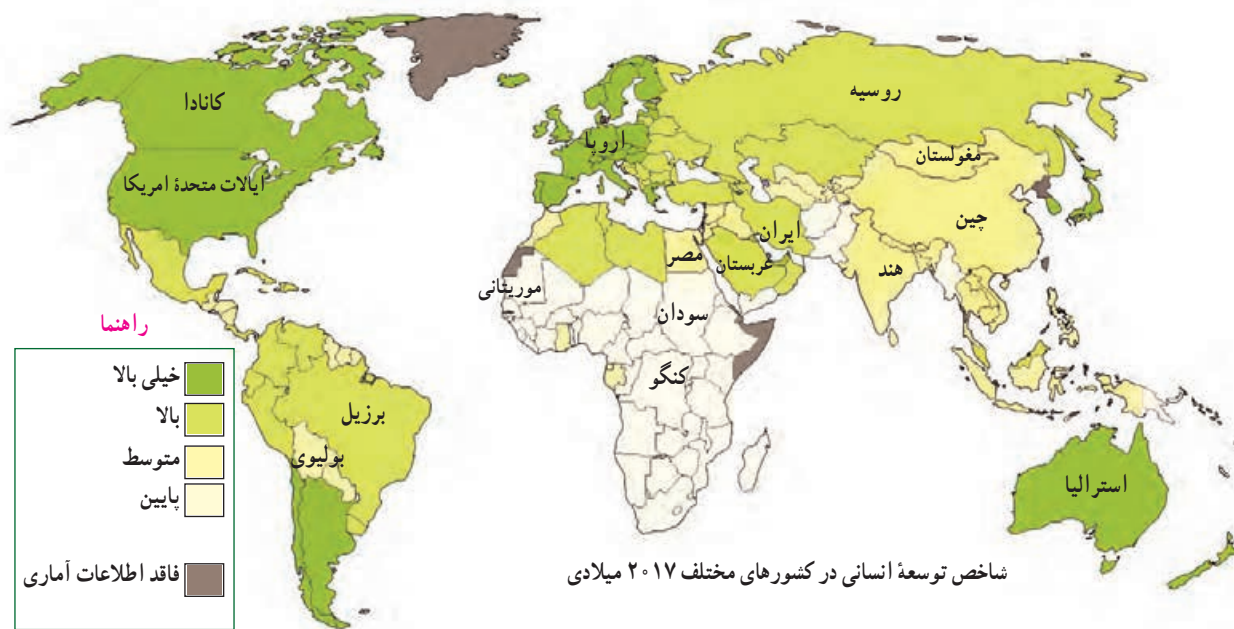 کانادا
ایالات متحدهٔ امریکا
روسیه
اروپا
مغولستان
چین
ایران
مصر
عربستان
هند
موریتانی
سودان
کنگو
برزیل
بولیوی
استرالیا
راهنما
خیلی بالا
بالا
متوسط
پایین
فاقد اطلاعات آماری
شاخص توسعهٔ انسانی در کشورهای مختلف ۲۰۱۷ میلادی